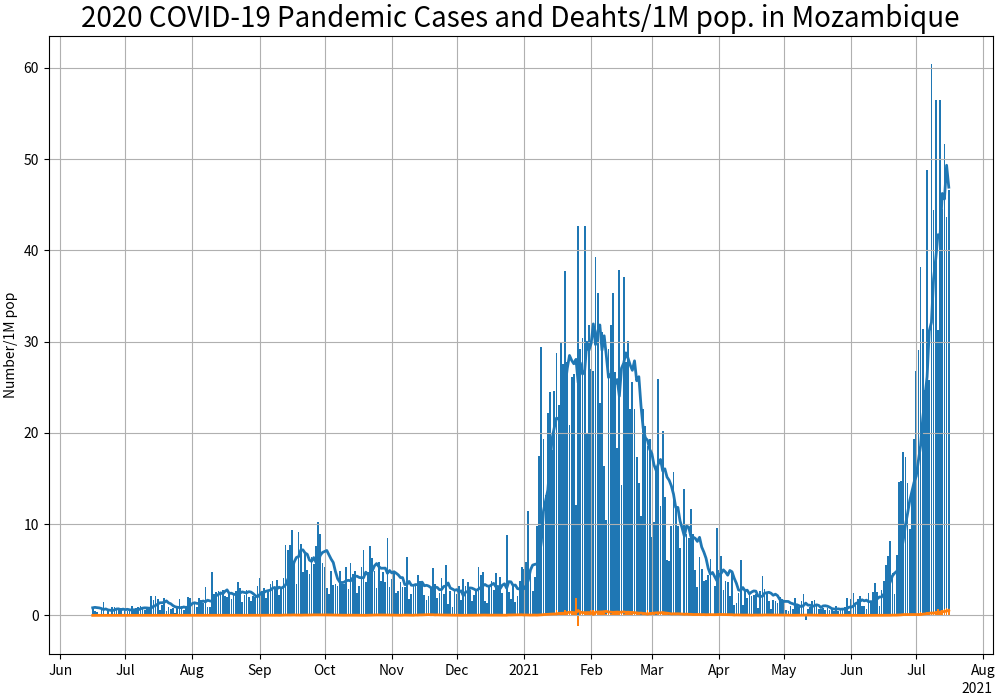 2020 COVID-19 Pandemic Cases and Deahts/1M pop. in Mozambique
Number/1M pop
60
50
40
30
20
10
0
Jun Jul Aug Sep Oct Nov Dec 2021 Feb Mar Apr May Jun Jul Aug
2021